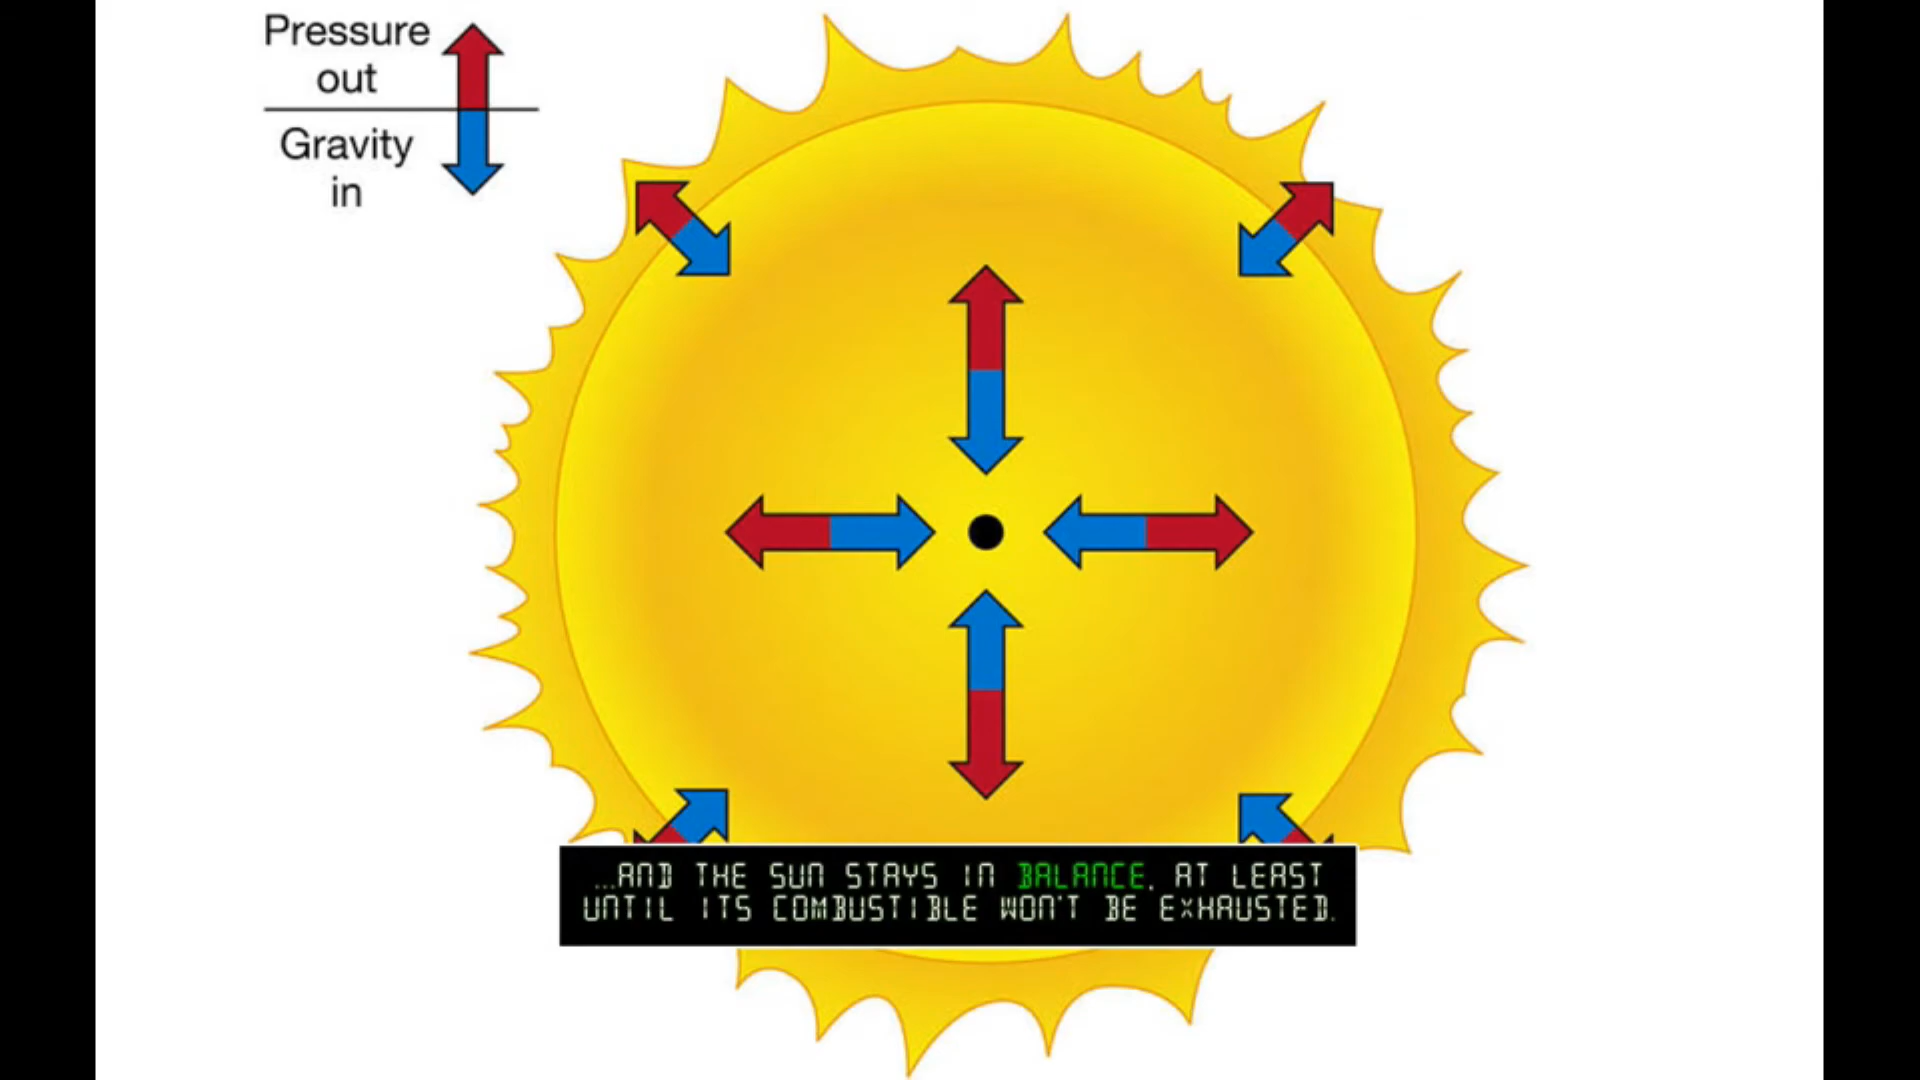 Pressure
out
Gravity
in
...AND THE SUN STAYS IN BALANCE. AT LEAST
UNTIL ITS COMBUSTIBLE WON'T BE EXHAUSTED.